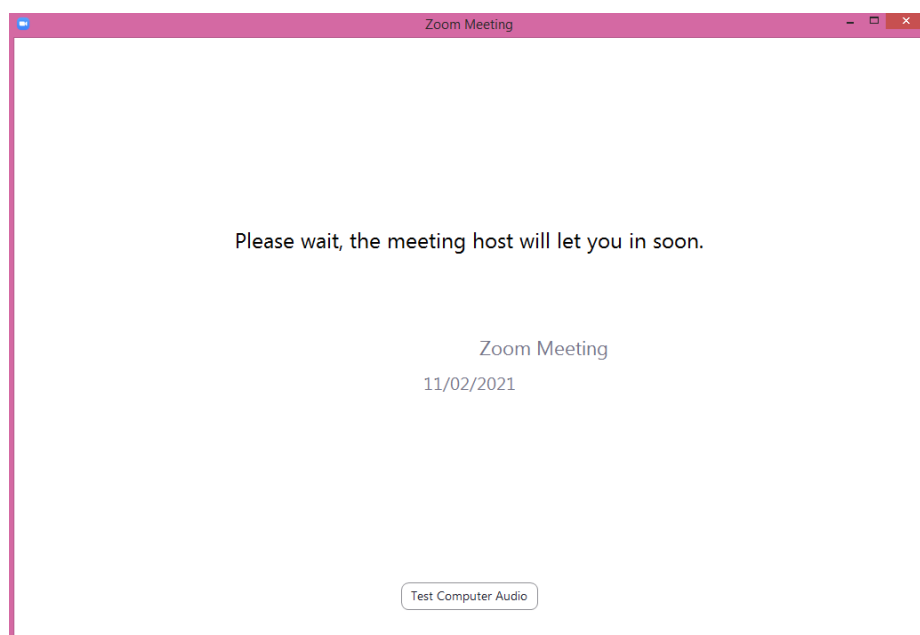 Zoom Meeting
Please wait, the meeting host will let you in soon.
Zoom Meeting
11/02/2021
Test Computer Audio